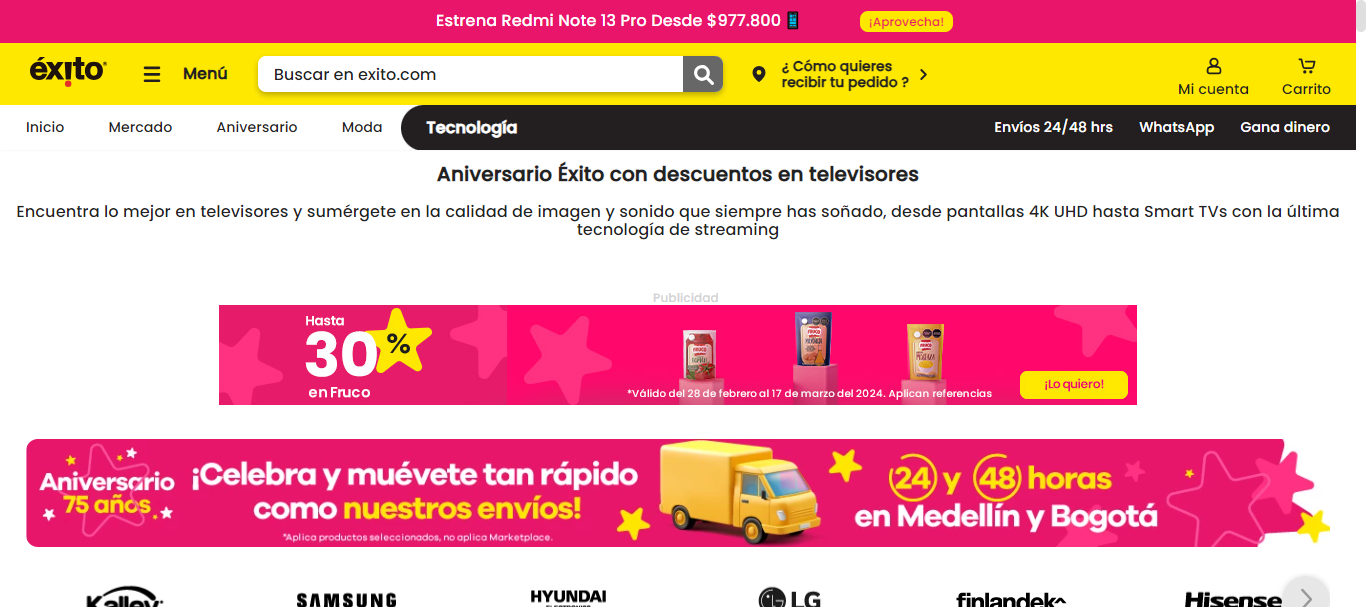 Estrena Redmi Note 13 Pro Desde $977.800
¡Aprovecha!
éxito
Menú
Buscar en exito.com
¿ Cómo quieres
recibir tu pedido ?
Mi cuenta
Carrito
Inicio
Mercado
Aniversario
Moda
Tecnología
Envíos 24/48 hrs
WhatsApp
Gana dinero
Aniversario Éxito con descuentos en televisores
Encuentra lo mejor en televisores y sumérgete en la calidad de imagen y sonido que siempre has soñado, desde pantallas 4K UHD hasta Smart TVs con la última
tecnología de streaming
Publicidad
Hasta
30%
en Fruco
FRUCO
FRUCO
*Válido del 28 de febrero al 17 de marzo del 2024. Aplican referencias
¡Lo quiero!
Aniversario
75 años
¡Celebra y muévete tan rápido
como nuestros envíos!
*Aplica productos seleccionados, no aplica Marketplace.
24 y 48 horas
en Medellín y Bogotá
Kalley
SAMSUNG
HYUNDAI
LG
finlandek
Hisense